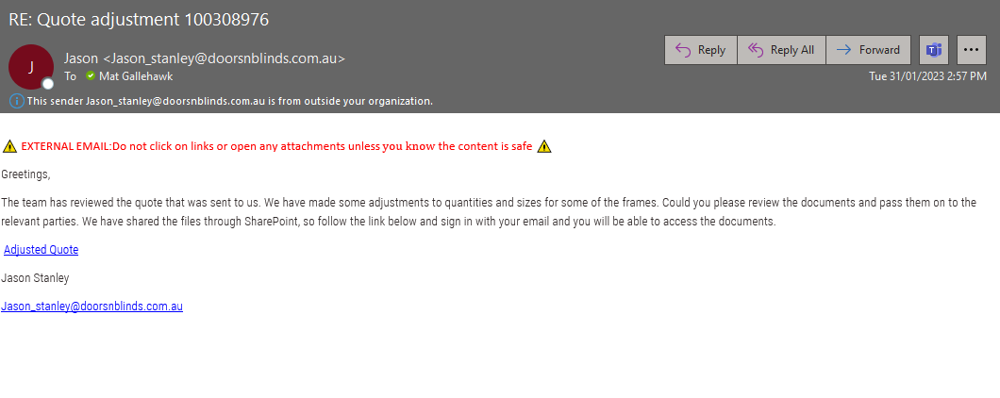 RE: Quote adjustment 100308976
J
Jason <Jason_stanley@doorsnblinds.com.au>
To Mat Gallehawk
Reply Reply All Forward
Tue 31/01/2023 2:57 PM
This sender Jason_stanley@doorsnblinds.com.au is from outside your organization.
EXTERNAL EMAIL:Do not click on links or open any attachments unless you know the content is safe
Greetings,
The team has reviewed the quote that was sent to us. We have made some adjustments to quantities and sizes for some of the frames. Could you please review the documents and pass them on to the
relevant parties. We have shared the files through SharePoint, so follow the link below and sign in with your email and you will be able to access the documents.
Adjusted Quote
Jason Stanley
Jason_stanley@doorsnblinds.com.au